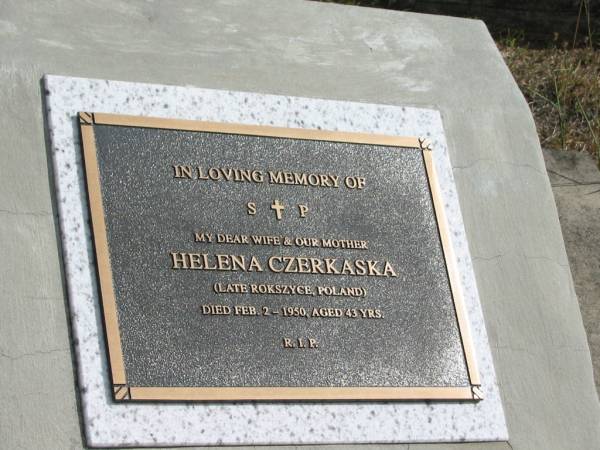 IN LOVING MEMORY OF
S ✝ P
MY DEAR WIFE & OUR MOTHER
HELENA CZERKASKA
(LATE ROKSZYCE, POLAND)
DIED FEB. 2 – 1950, AGED 43 YRS.
R. I. P.